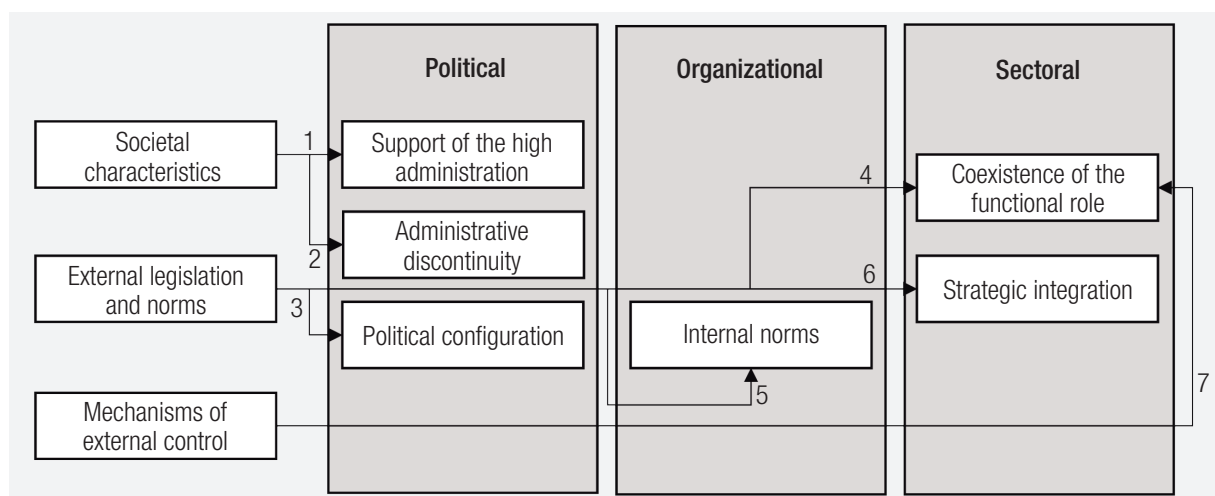 Political
Organizational
Sectoral
Societal
characteristics
1
Support of the high
administration
4
Coexistence of the
functional role
2
Administrative
discontinuity
External legislation
and norms
3
6
Strategic integration
Political configuration
Internal norms
5
7
Mechanisms of
external control